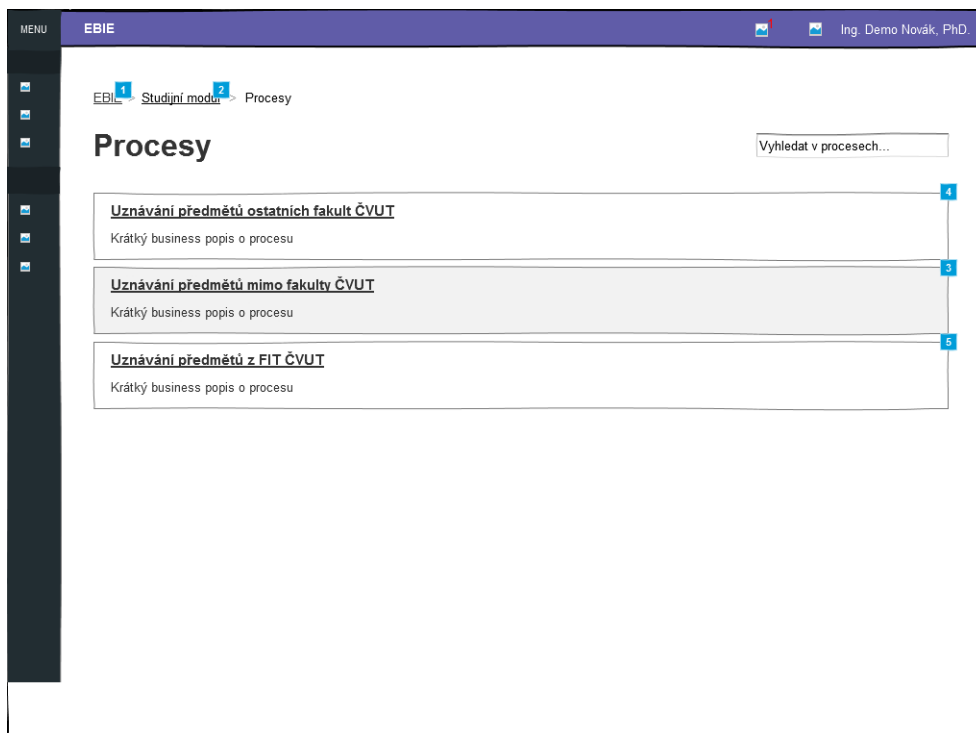 MENU EBIE Ing. Demo Novák, PhD.
1 2
EBIE > Studijní modul > Procesy
Procesy
Vyhledat v procesech...
4
Uznávání předmětů ostatních fakult ČVUT
Krátký business popis o procesu
3
Uznávání předmětů mimo fakulty ČVUT
Krátký business popis o procesu
5
Uznávání předmětů z FIT ČVUT
Krátký business popis o procesu